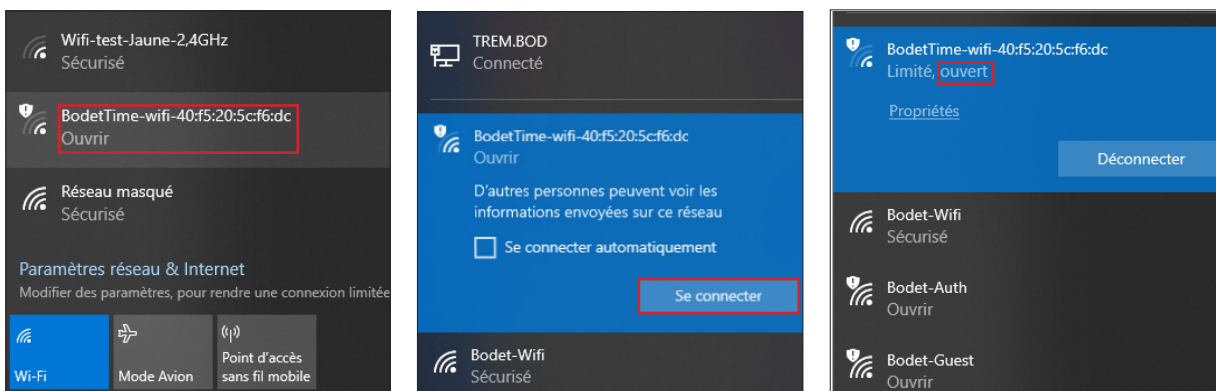 Wifi-test-Jaune-2,4GHz
Sécurisé
BodetTime-wifi-40:f5:20:5c:f6:dc
Ouvrir
Réseau masqué
Sécurisé
Paramètres réseau & Internet
Modifier des paramètres, pour rendre une connexion limitée
Wi-Fi
Mode Avion
Point d'accès
sans fil mobile
TREM.BOD
Connecté
BodetTime-wifi-40:f5:20:5c:f6:dc
Ouvrir
D'autres personnes peuvent voir les
informations envoyées sur ce réseau
Se connecter automatiquement
Se connecter
Bodet-Wifi
Sécurisé
BodetTime-wifi-40:f5:20:5c:f6:dc
Limité, ouvert
Propriétés
Déconnecter
Bodet-Wifi
Sécurisé
Bodet-Auth
Ouvrir
Bodet-Guest
Ouvrir